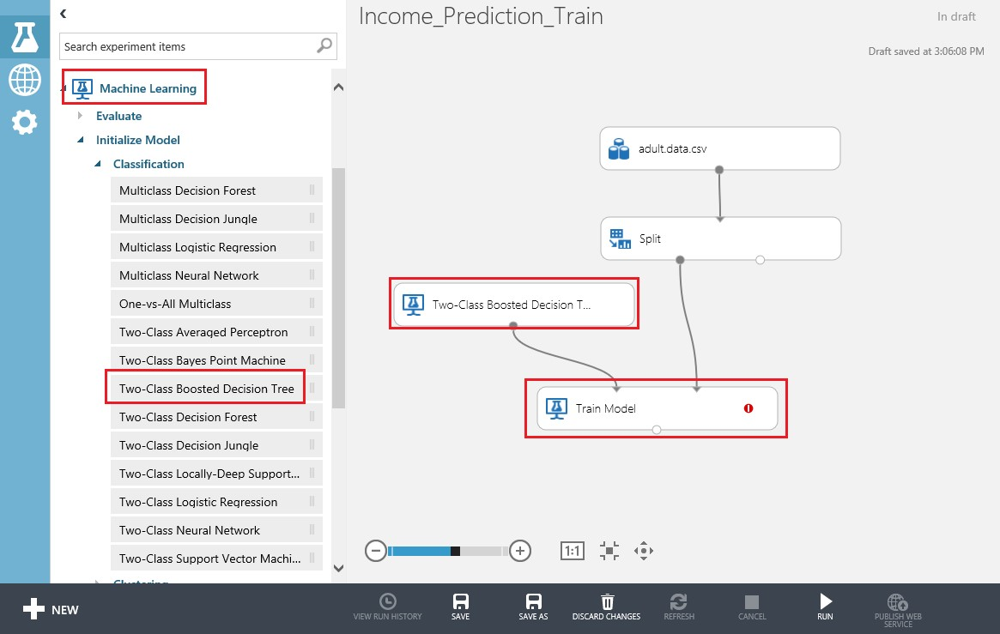 Income_Prediction_Train
In draft
Draft saved at 3:06:08 PM
Search experiment items
Machine Learning
Evaluate
Initialize Model
Classification
Multiclass Decision Forest
Multiclass Decision Jungle
Multiclass Logistic Regression
Multiclass Neural Network
One-vs-All Multiclass
Two-Class Averaged Perceptron
Two-Class Bayes Point Machine
Two-Class Boosted Decision Tree
Two-Class Decision Forest
Two-Class Decision Jungle
Two-Class Locally-Deep Support...
Two-Class Logistic Regression
Two-Class Neural Network
Two-Class Support Vector Machi...
Clustering
adult.data.csv
Split
Two-Class Boosted Decision T...
Train Model
1:1
NEW
VIEW RUN HISTORY
SAVE
SAVE AS
DISCARD CHANGES
REFRESH
CANCEL
RUN
PUBLISH WEB
SERVICE